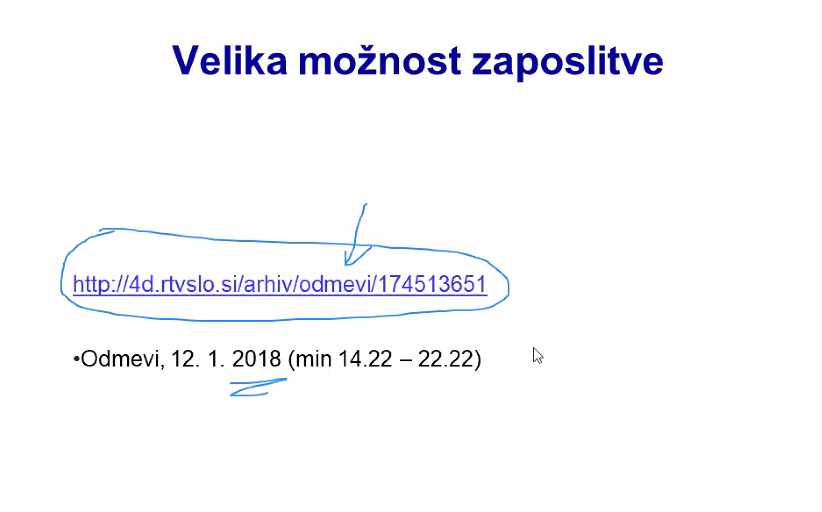 Velika možnost zaposlitve
http://4d.rtvslo.si/arhiv/odmevi/174513651
•Odmevi, 12. 1. 2018 (min 14.22 – 22.22)